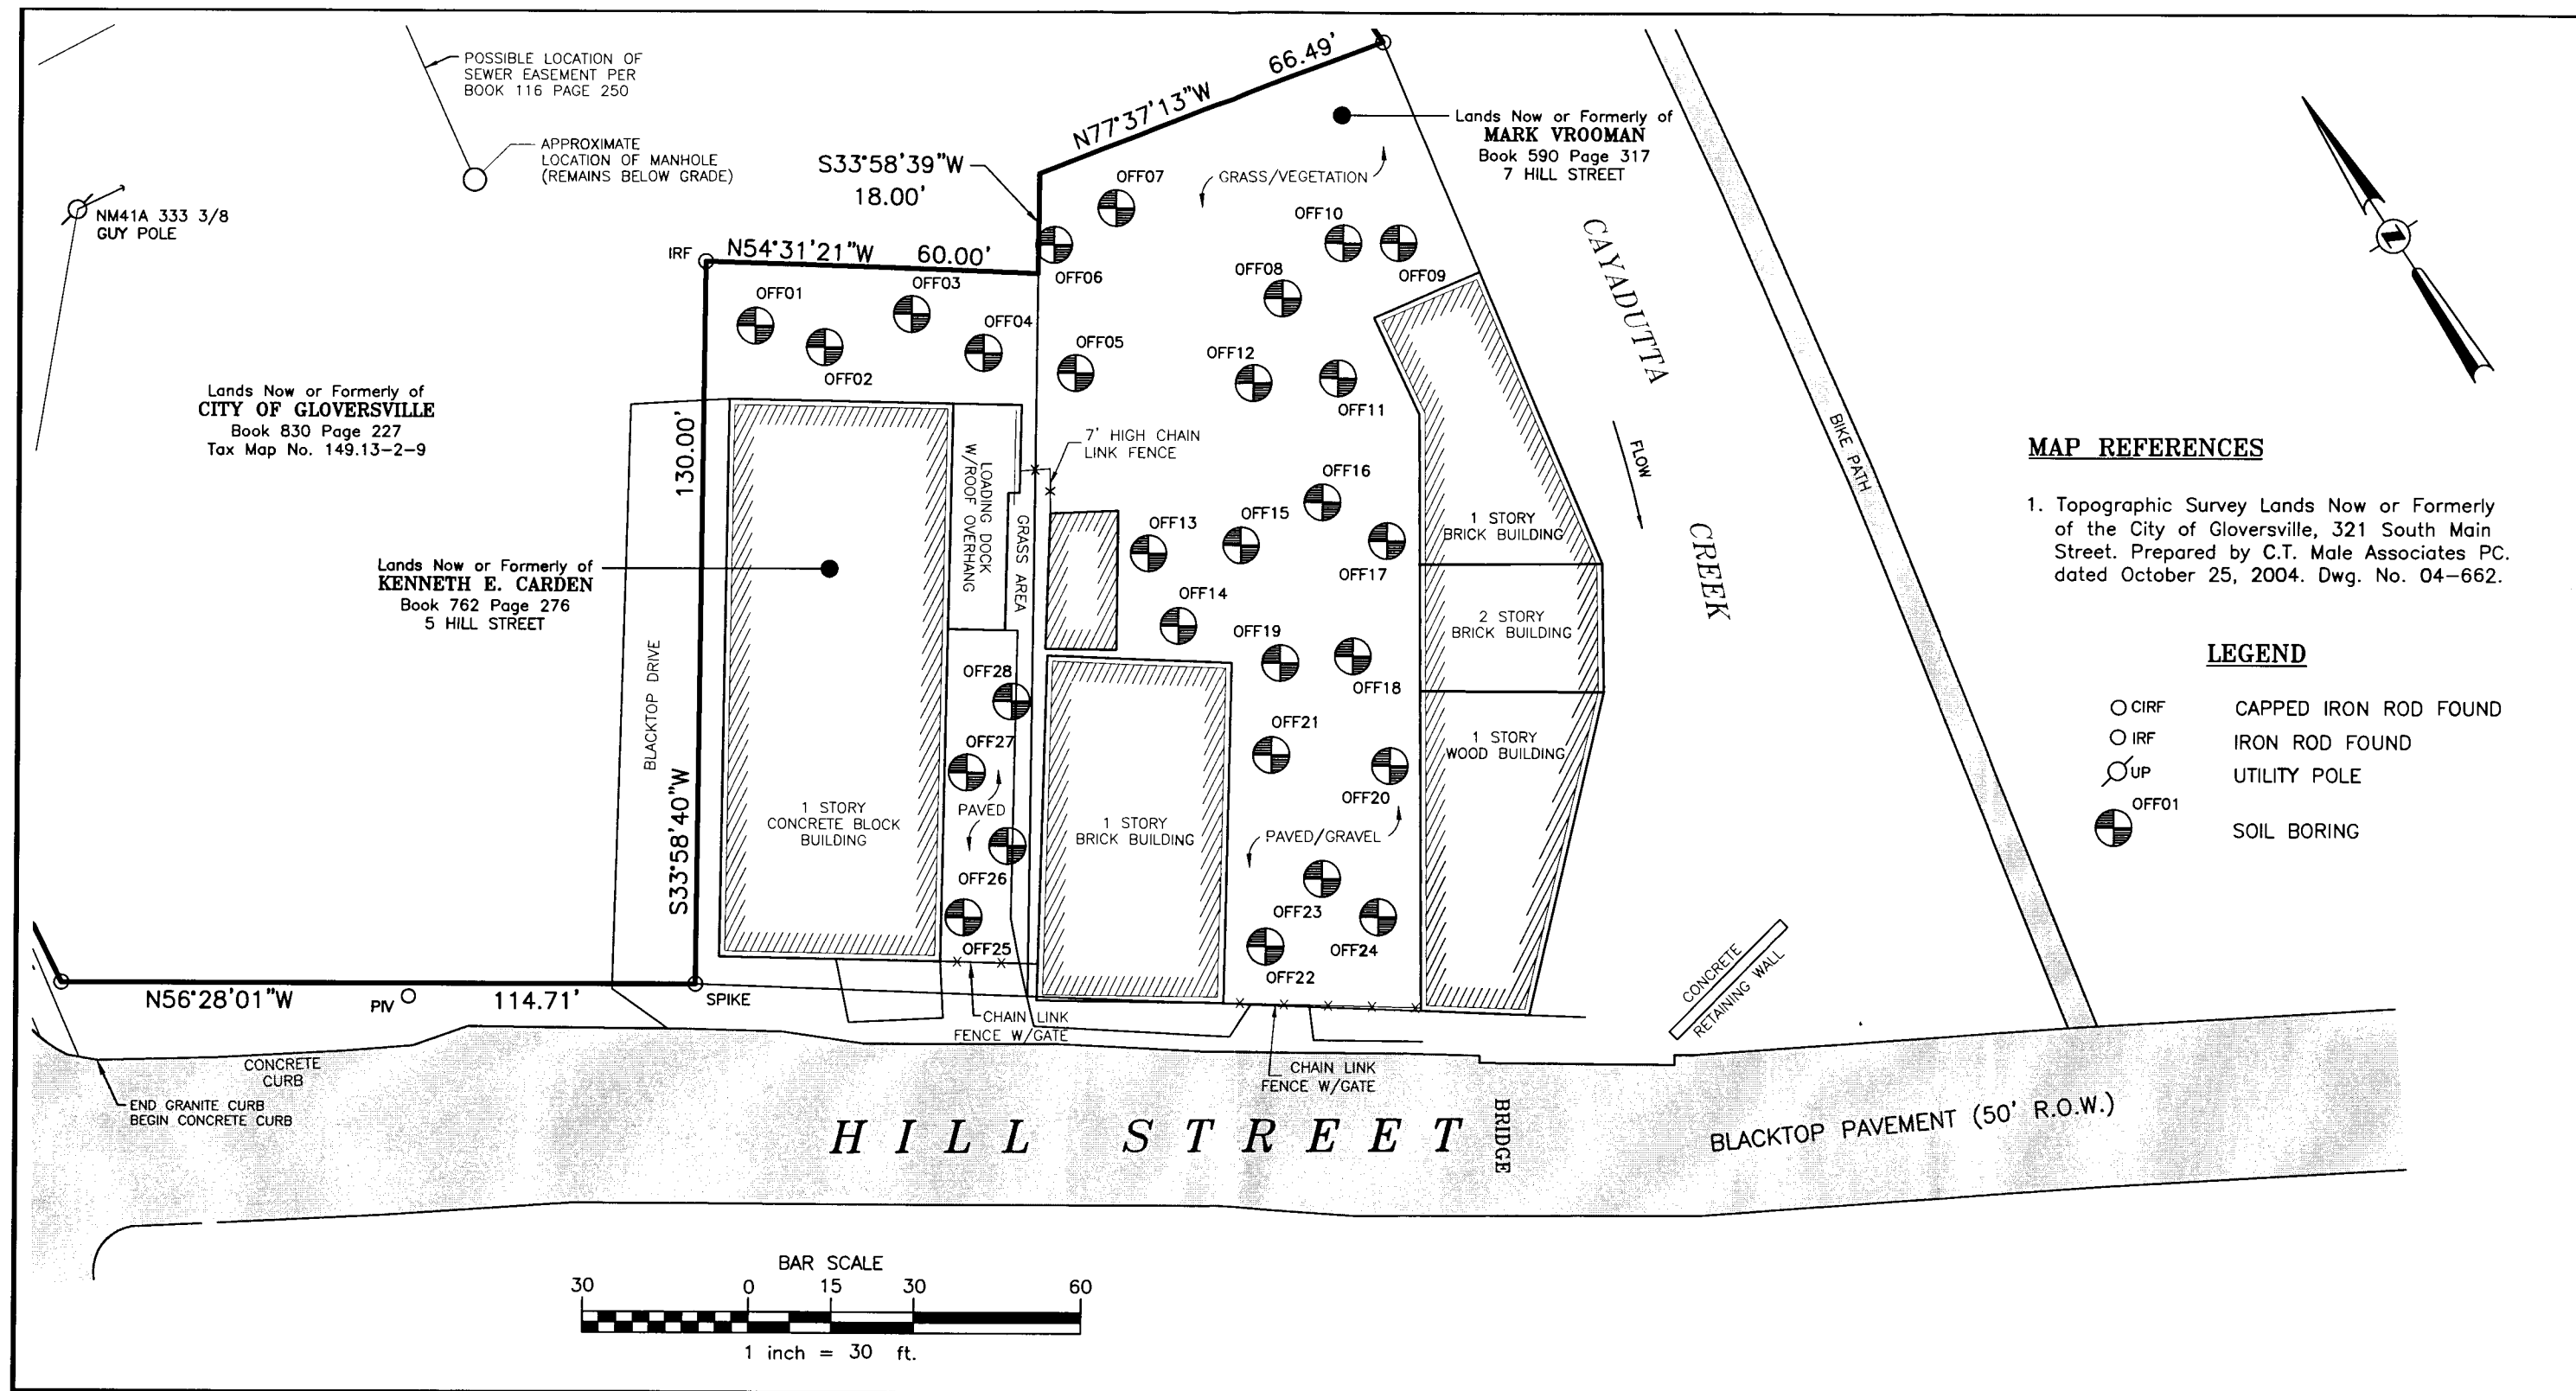 POSSIBLE LOCATION OF
SEWER EASEMENT PER
BOOK 116 PAGE 250
APPROXIMATE
LOCATION OF MANHOLE
(REMAINS BELOW GRADE)
NM41A 333 3/8
GUY POLE
S33°58'39"W
18.00'
N77°37'13"W 66.49'
Lands Now or Formerly of
MARK VROOMAN
Book 590 Page 317
7 HILL STREET
GRASS/VEGETATION
IRF
N54°31'21"W 60.00'
OFF07
OFF10
OFF06
OFF08
OFF09
OFF01
OFF03
OFF04
OFF05
OFF02
OFF12
OFF11
CAYADUTTA
CREEK
FLOW
BIKE PATH
Lands Now or Formerly of
CITY OF GLOVERSVILLE
Book 830 Page 227
Tax Map No. 149.13-2-9
130.00'
S33°58'40"W
LOADING DOCK
W/ROOF OVERHANG
GRASS AREA
7' HIGH CHAIN
LINK FENCE
OFF16
OFF13
OFF15
OFF17
OFF14
OFF19
OFF18
1 STORY
BRICK BUILDING
2 STORY
BRICK BUILDING
1 STORY
WOOD BUILDING
Lands Now or Formerly of
KENNETH E. CARDEN
Book 762 Page 276
5 HILL STREET
BLACKTOP DRIVE
OFF28
OFF27
OFF21
OFF20
PAVED
1 STORY
CONCRETE BLOCK
BUILDING
1 STORY
BRICK BUILDING
PAVED/GRAVEL
OFF26
OFF25
OFF23
OFF24
OFF22
MAP REFERENCES
1. Topographic Survey Lands Now or Formerly
of the City of Gloversville, 321 South Main
Street. Prepared by C.T. Male Associates PC.
dated October 25, 2004. Dwg. No. 04-662.
LEGEND
CIRF CAPPED IRON ROD FOUND
IRF IRON ROD FOUND
UP UTILITY POLE
OFF01
SOIL BORING
CONCRETE
RETAINING WALL
N56°28'01"W
PIV
114.71'
SPIKE
CHAIN LINK
FENCE W/GATE
CHAIN LINK
FENCE W/GATE
CONCRETE
CURB
END GRANITE CURB
BEGIN CONCRETE CURB
HILL STREET
BRIDGE
BLACKTOP PAVEMENT (50' R.O.W.)
BAR SCALE
30 0 15 30 60
1 inch = 30 ft.
Z